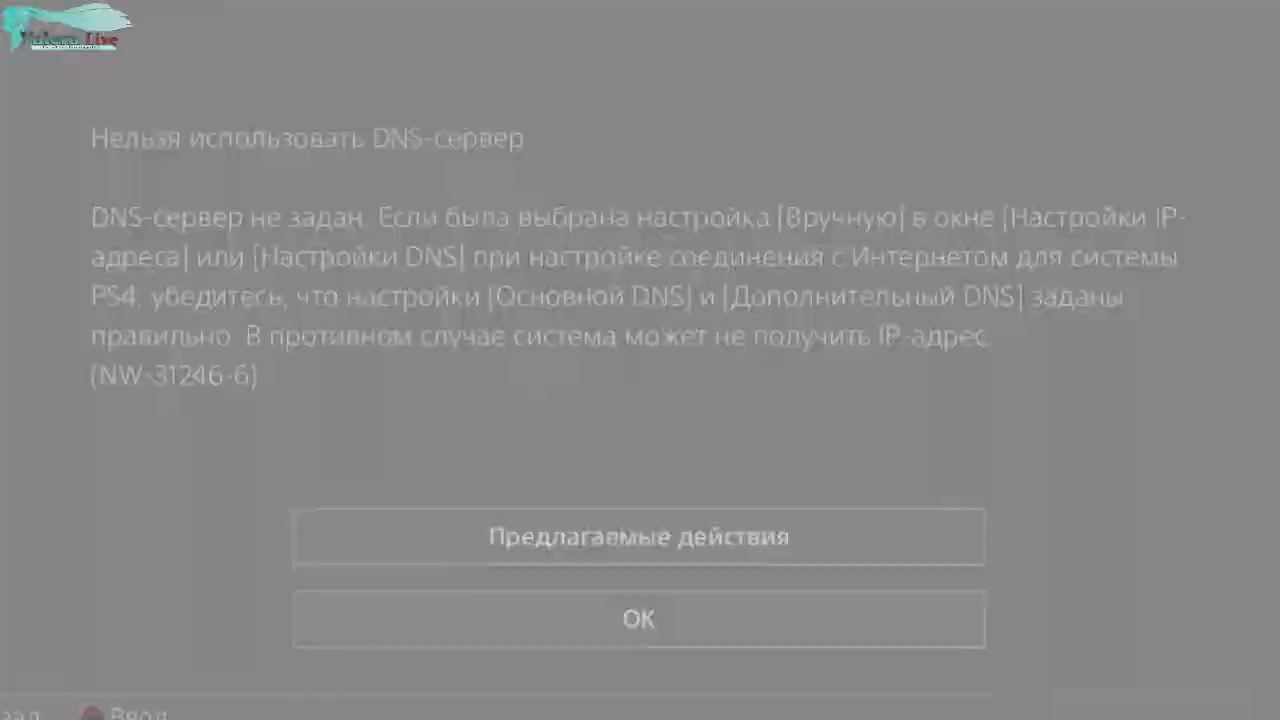 Нельзя использовать DNS-сервер
DNS-сервер не задан. Если была выбрана настройка [Вручную] в окне [Настройки IP-
адреса] или [Настройки DNS] при настройке соединения с Интернетом для системы
PS4, убедитесь, что настройки [Основной DNS] и [Дополнительный DNS] заданы
правильно. В противном случае система может не получить IP-адрес.
(NW-31246-6)
Предлагаемые действия
OK
Ввод